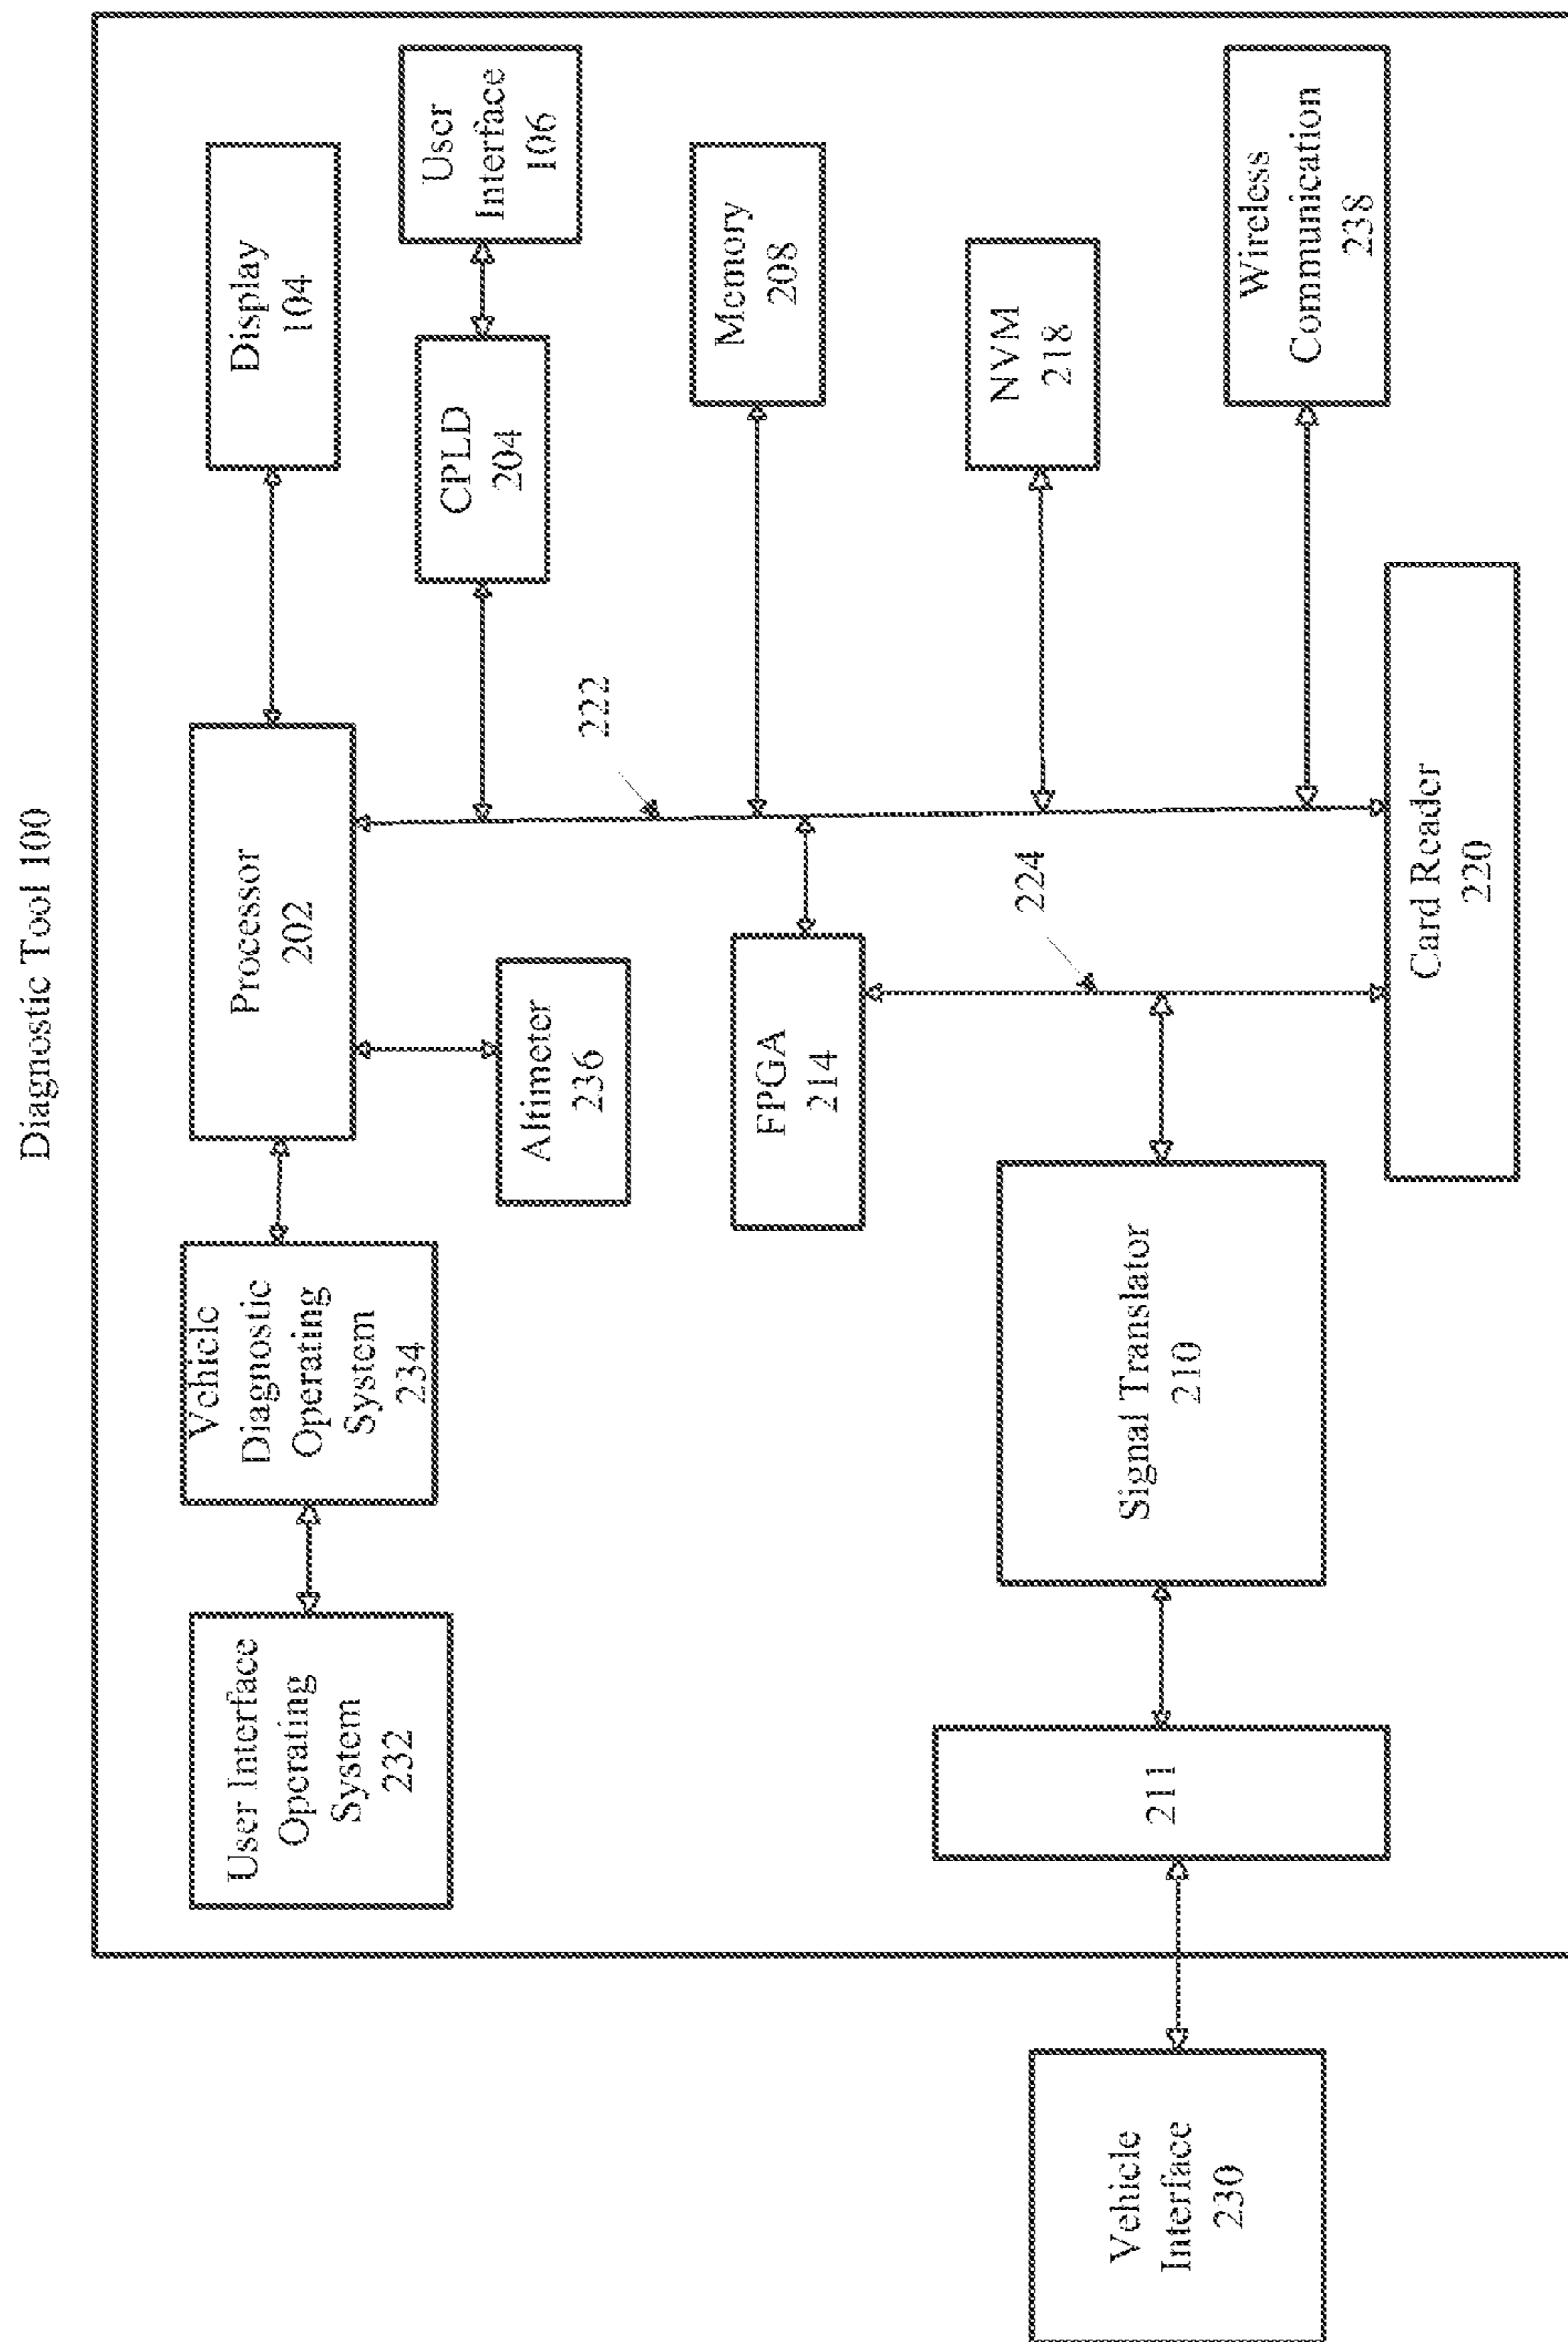 Diagnostic Tool 100
User Interface
Operating
System
232
Vehicle
Diagnostic
Operating
System
234
Processor
202
Display
104
Altimeter
236
CPLD
204
User
Interface
106
222
FPGA
214
Memory
208
224
NVM
218
Vehicle
Interface
230
211
Signal Translator
210
Wireless
Communication
238
Card Reader
220